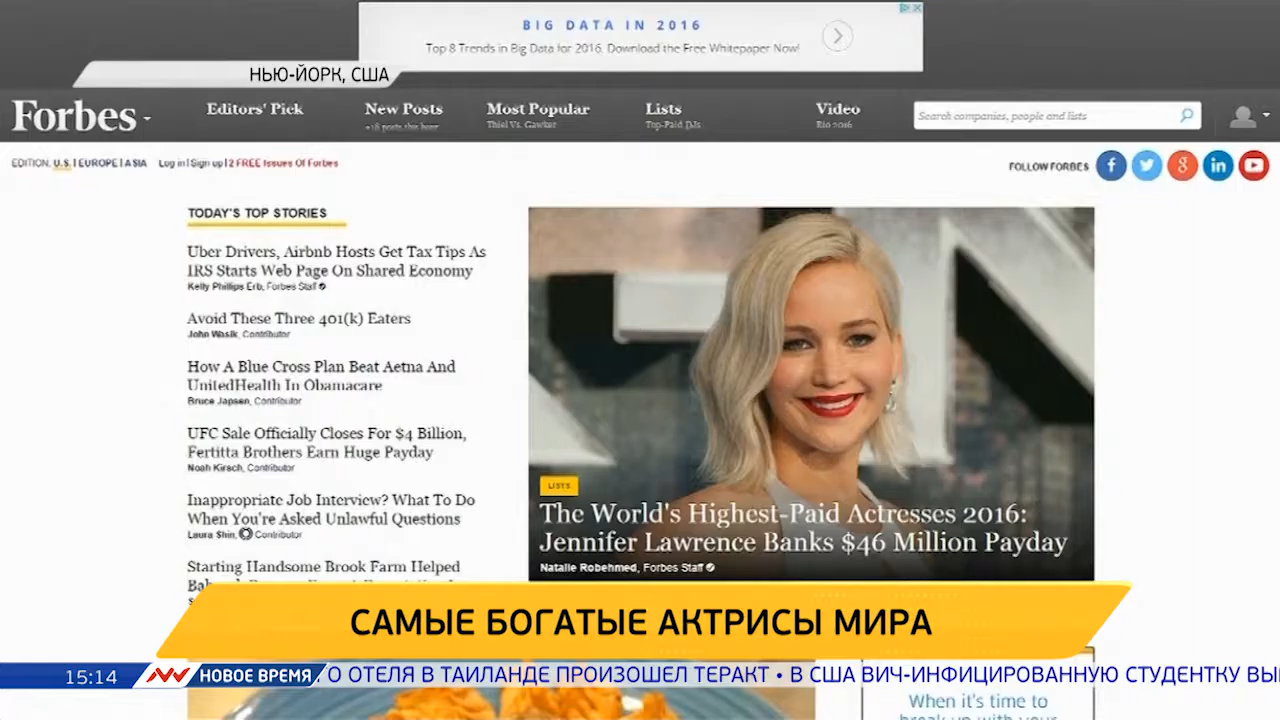 BIG DATA IN 2016
Top 8 Trends in Big Data for 2016. Download the Free Whitepaper Now!
НЬЮ-ЙОРК, США
Forbes
Editors' Pick
New Posts
+18 posts this hour
Most Popular
Thiel Vs. Gawker
Lists
Top-Paid DJs
Video
Rio 2016
Search companies, people and lists
EDITION, U.S. | EUROPE | ASIA Log in | Sign up | 2 FREE Issues Of Forbes
FOLLOW FORBES
TODAY'S TOP STORIES
Uber Drivers, Airbnb Hosts Get Tax Tips As
IRS Starts Web Page On Shared Economy
Kelly Phillips Erb, Forbes Staff
Avoid These Three 401(k) Eaters
John Wasik, Contributor
How A Blue Cross Plan Beat Aetna And
UnitedHealth In Obamacare
Bruce Japsen, Contributor
UFC Sale Officially Closes For $4 Billion,
Fertitta Brothers Earn Huge Payday
Noah Kirsch, Contributor
Inappropriate Job Interview? What To Do
When You're Asked Unlawful Questions
Laura Shin, Contributor
Starting Handsome Brook Farm Helped
LISTS
The World's Highest-Paid Actresses 2016:
Jennifer Lawrence Banks $46 Million Payday
Natalie Robehmed, Forbes Staff
САМЫЕ БОГАТЫЕ АКТРИСЫ МИРА
15:14
НОВОЕ ВРЕМЯ
О ОТЕЛЯ В ТАИЛАНДЕ ПРОИЗОШЕЛ ТЕРАКТ • В США ВИЧ-ИНФИЦИРОВАННУЮ СТУДЕНТКУ ВЫ
When it's time to
break up with your